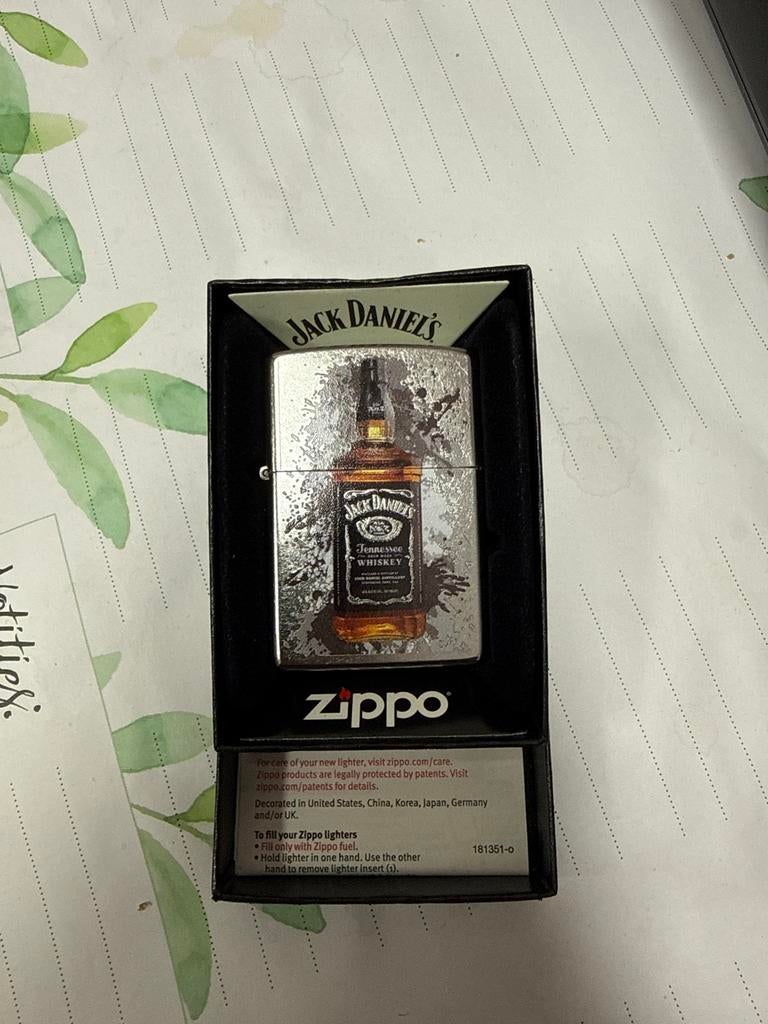 JACK DANIEL'S
JACK DANIEL'S
Tennessee
SOUR MASH
WHISKEY
zippo
For care of your new lighter, visit zippo.com/care.
Zippo products are legally protected by patents. Visit
zippo.com/patents for details.
Decorated in United States, China, Korea, Japan, Germany
and/or UK.
To fill your Zippo lighters
• Fill only with Zippo fuel.
• Hold lighter in one hand. Use the other
hand to remove lighter insert (1).
181351-o